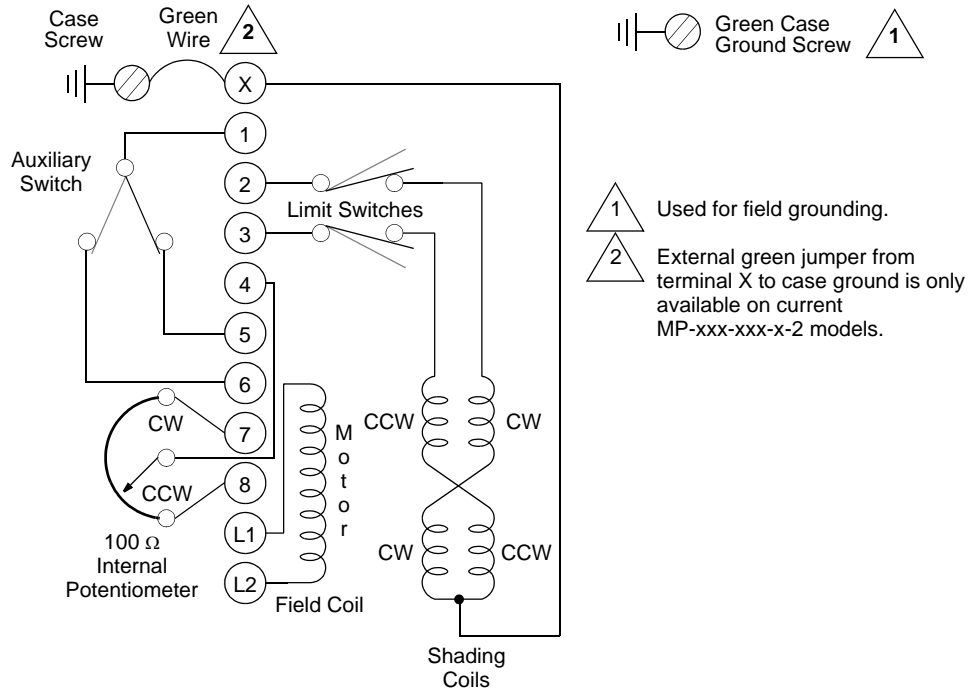 Case
Screw
Green
Wire
2
Green Case
Ground Screw
1
X
1
Auxiliary
Switch
2
Limit Switches
3
4
5
6
CW
7
CCW
8
100 Ω
Internal
Potentiometer
L1
L2
Motor
Field Coil
CCW
CW
CW
CCW
Shading
Coils
1
Used for field grounding.
2
External green jumper from
terminal X to case ground is only
available on current
MP-xxx-xxx-x-2 models.